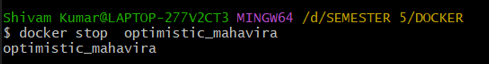 Shivam Kumar@LAPTOP-277V2CT3 MINGW64 /d/SEMESTER 5/DOCKER
$ docker stop  optimistic_mahavira
optimistic_mahavira